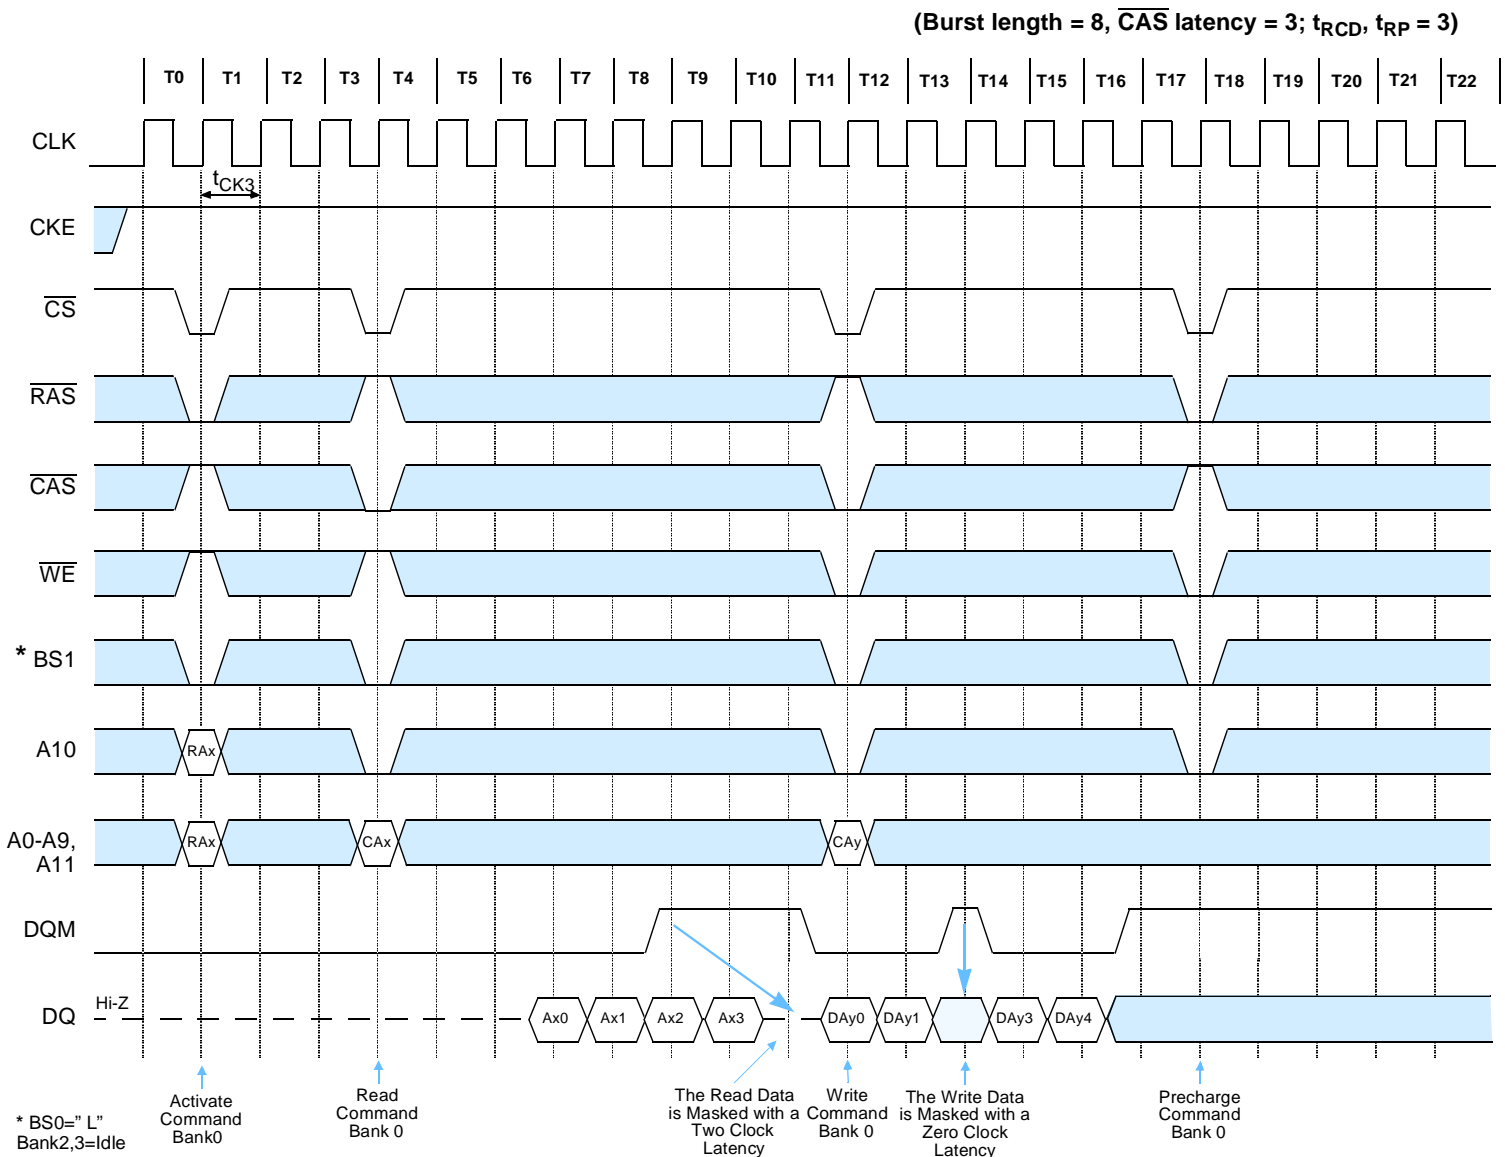 (Burst length = 8, CAS latency = 3; tRCD, tRP = 3)
T0 T1 T2 T3 T4 T5 T6 T7 T8 T9 T10 T11 T12 T13 T14 T15 T16 T17 T18 T19 T20 T21 T22
CLK
tCK3
CKE
CS
RAS
CAS
WE
* BS1
A10
RAx
A0-A9,
A11
RAx CAx CAy
DQM
DQ
Hi-Z
Ax0 Ax1 Ax2 Ax3 DAy0 DAy1 DAy3 DAy4
Activate
Command
Bank0
Read
Command
Bank 0
The Read Data
is Masked with a
Two Clock
Latency
Write
Command
Bank 0
The Write Data
is Masked with a
Zero Clock
Latency
Precharge
Command
Bank 0
* BS0=” L”
Bank2,3=Idle